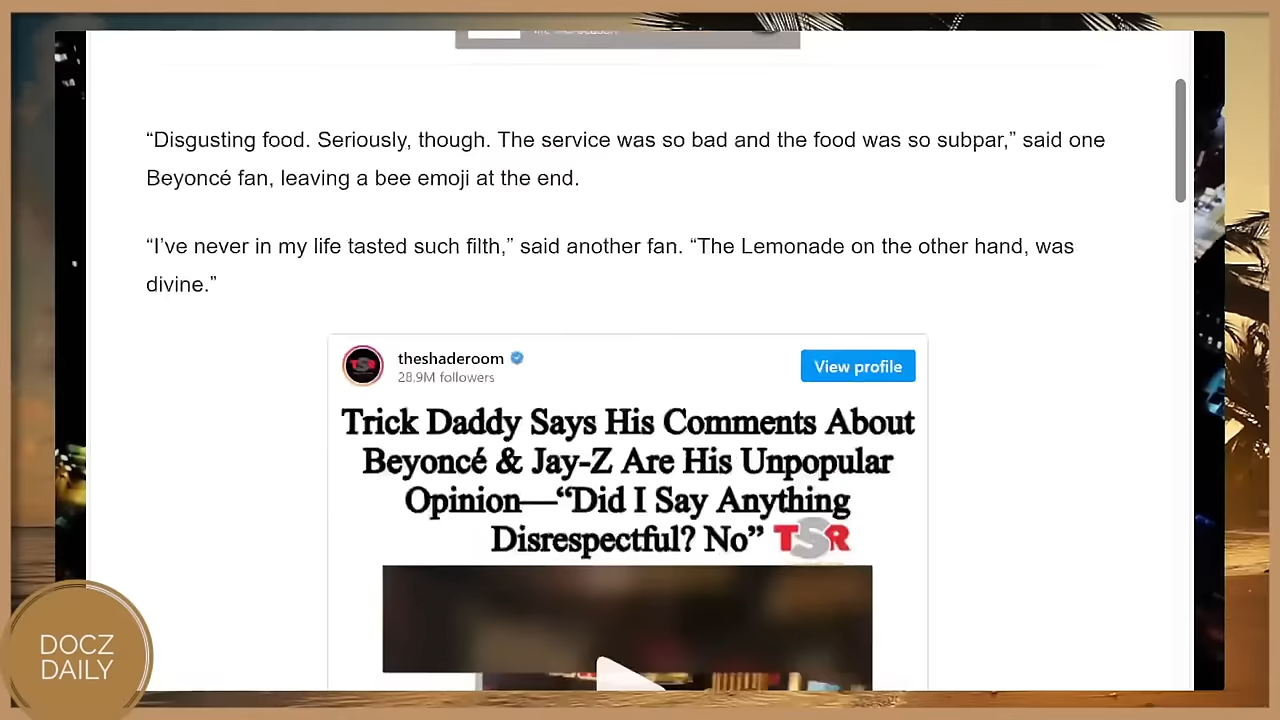 “Disgusting food. Seriously, though. The service was so bad and the food was so subpar,” said one
Beyoncé fan, leaving a bee emoji at the end.
“I’ve never in my life tasted such filth,” said another fan. “The Lemonade on the other hand, was
divine.”
theshaderoom
28.9M followers
View profile
Trick Daddy Says His Comments About
Beyoncé & Jay-Z Are His Unpopular
Opinion—“Did I Say Anything
Disrespectful? No” TSR
DOCZ
DAILY